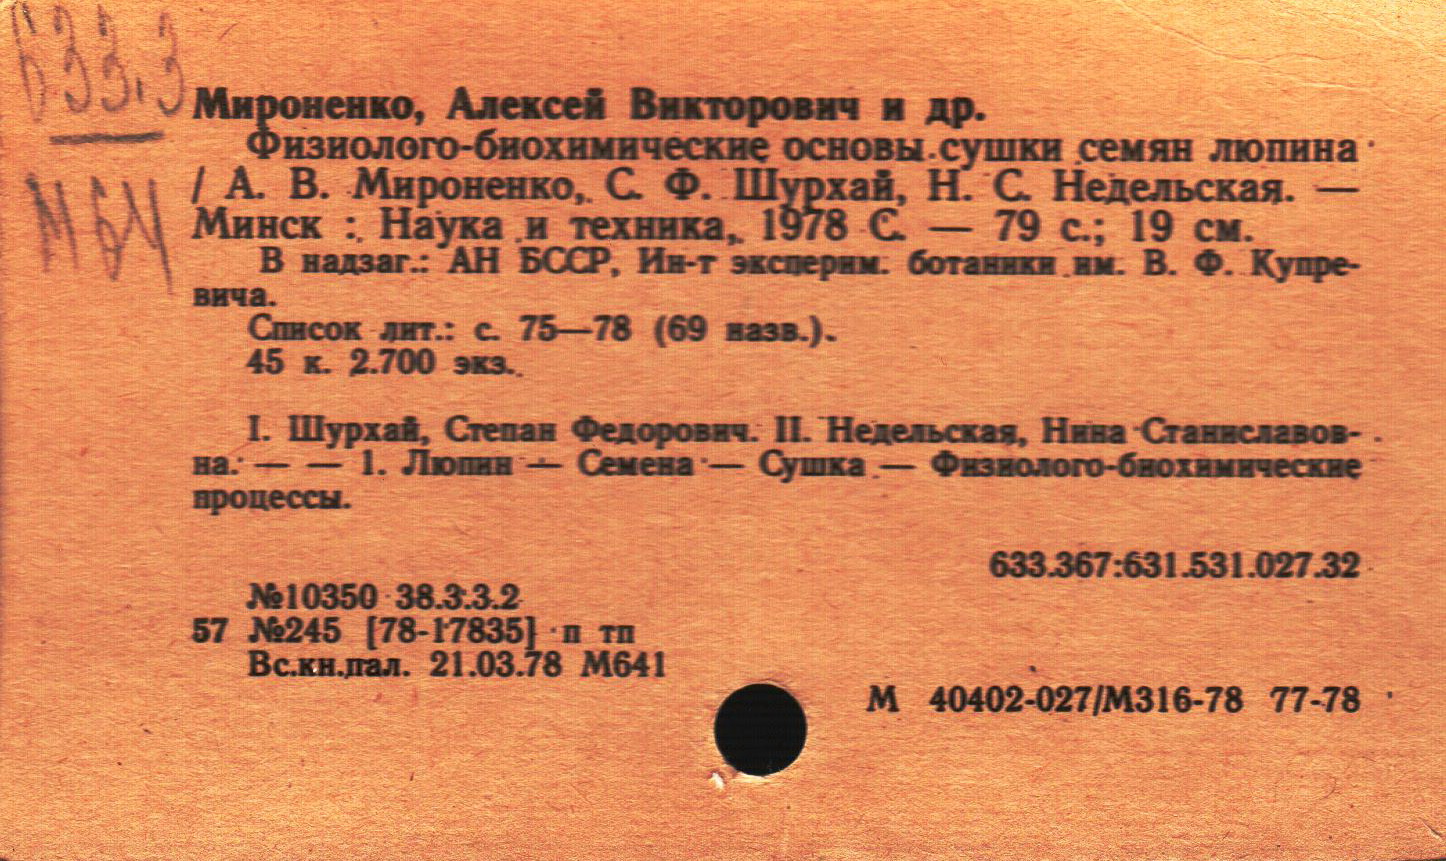 633.3
М64
Мироненко, Алексей Викторович и др.
Физиолого-биохимические основы сушки семян люпина
/ А. В. Мироненко, С. Ф. Шурхай, Н. С. Недельская. —
Минск : Наука и техника, 1978 С. — 79 с.; 19 см.
В надзаг.: АН БССР, Ин-т эксперим. ботаники им. В. Ф. Купре-
вича.
Список лит.: с. 75—78 (69 назв.).
45 к. 2.700 экз.
I. Шурхай, Степан Федорович. II. Недельская, Нина Станиславов-
на. — — 1. Люпин — Семена — Сушка — Физиолого-биохимические
процессы.
633.367:631.531.027.32
№10350 38.3.3.2
57 №245 [78-17835] п тп
Вс.кн.пал. 21.03.78 М641
М 40402-027/М316-78 77-78